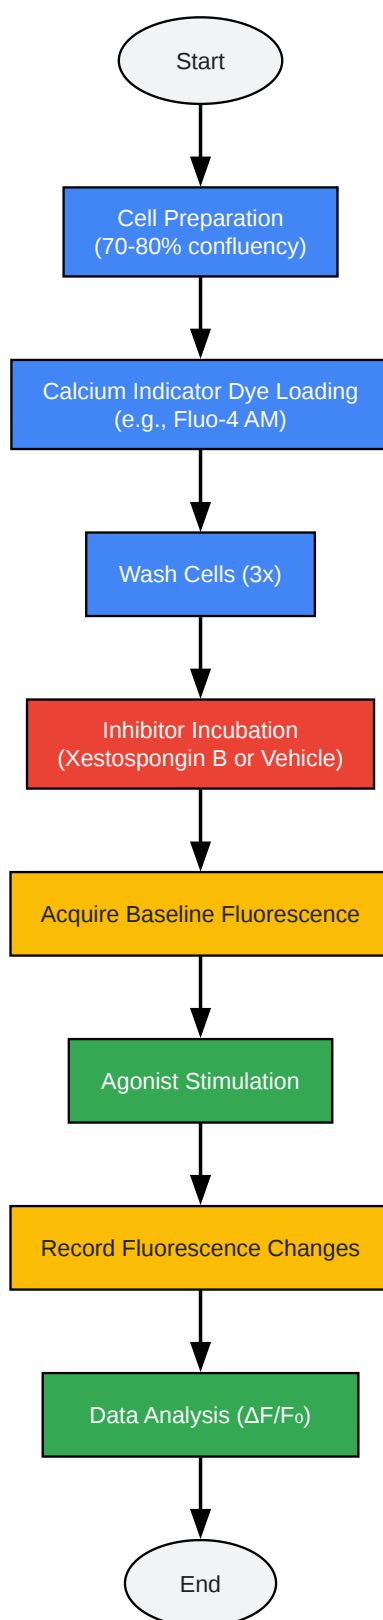 Start
Cell Preparation
(70-80% confluency)
Calcium Indicator Dye Loading
(e.g., Fluo-4 AM)
Wash Cells (3x)
Inhibitor Incubation
(Xestospongin B or Vehicle)
Acquire Baseline Fluorescence
Agonist Stimulation
Record Fluorescence Changes
Data Analysis (ΔF/F₀)
End